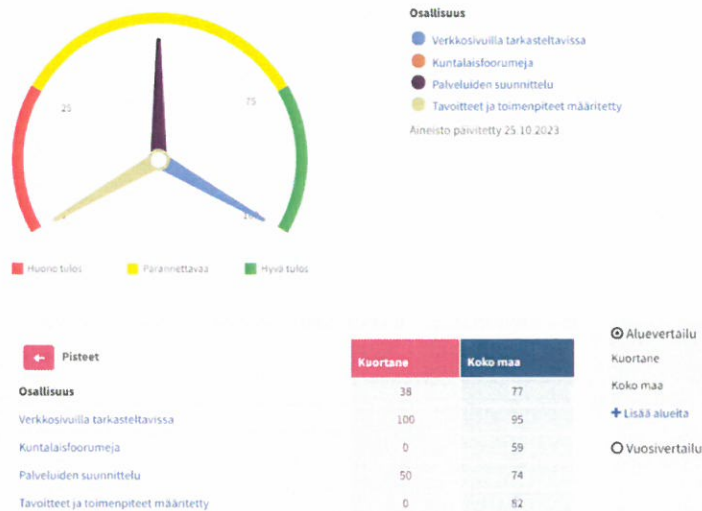 Osallisuus
Verkkosivuilla tarkasteltavissa
Kuntalaisfoorumeja
Palveluiden suunnittelu
Tavoitteet ja toimenpiteet määritetty
Aineisto päivitetty 25.10.2023
25
75
Huono tulos
Parannettavaa
Hyvä tulos
Pisteet
Kuortane
Koko maa
Osallisuus 38 77
Verkkosivuilla tarkasteltavissa 100 95
Kuntalaisfoorumeja 0 59
Palveluiden suunnittelu 50 74
Tavoitteet ja toimenpiteet määritetty 0 82
Aluevertailu
Kuortane
Koko maa
+ Lisää alueita
Vuosivertailu